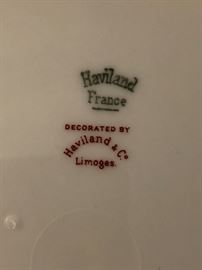 Haviland
France
DECORATED BY
Haviland & Co
Limoges.